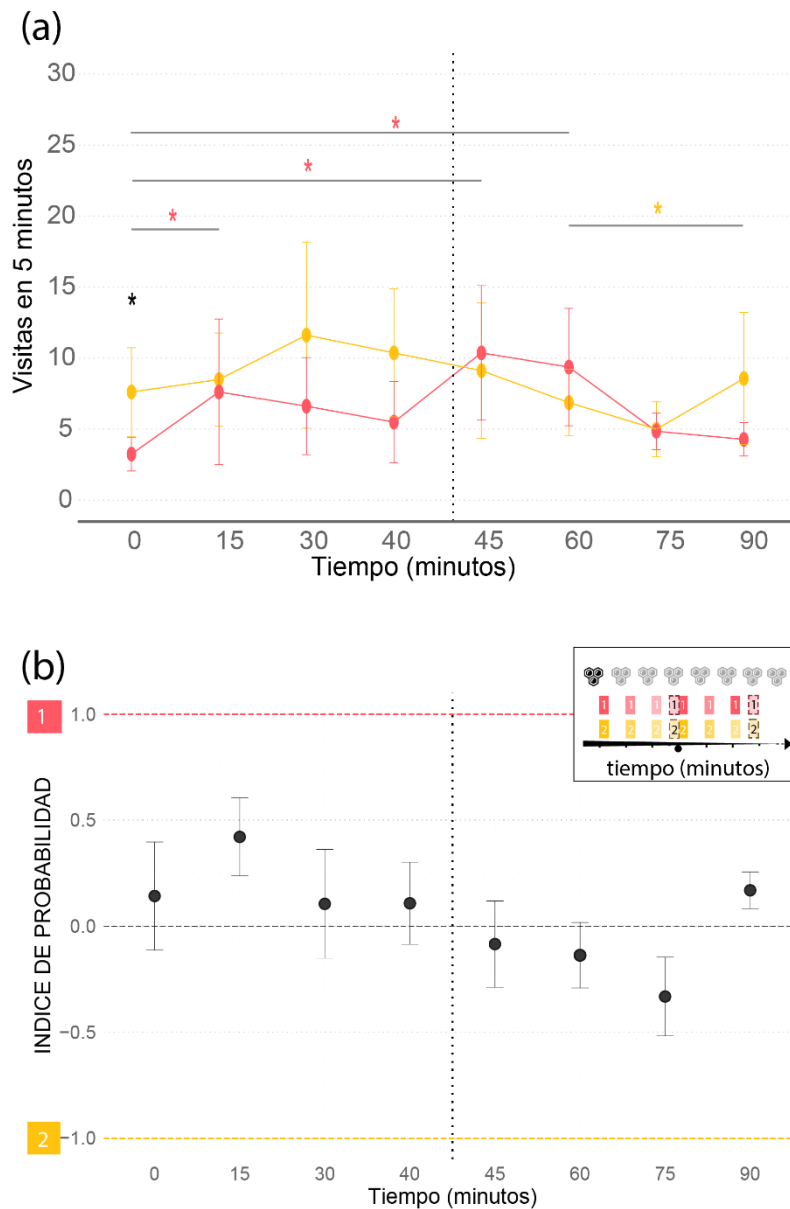 (a)
30
25
20
15
10
5
0
Visitas en 5 minutos
*
*
*
*
*
0 15 30 40 45 60 75 90
Tiempo (minutos)
(b)
1 1 1 1 1 1 1 1
2 2 2 2 2 2 2 2
tiempo (minutos)
1 1.0
0.5
0.0
−0.5
2 −1.0
INDICE DE PROBABILIDAD
0 15 30 40 45 60 75 90
Tiempo (minutos)